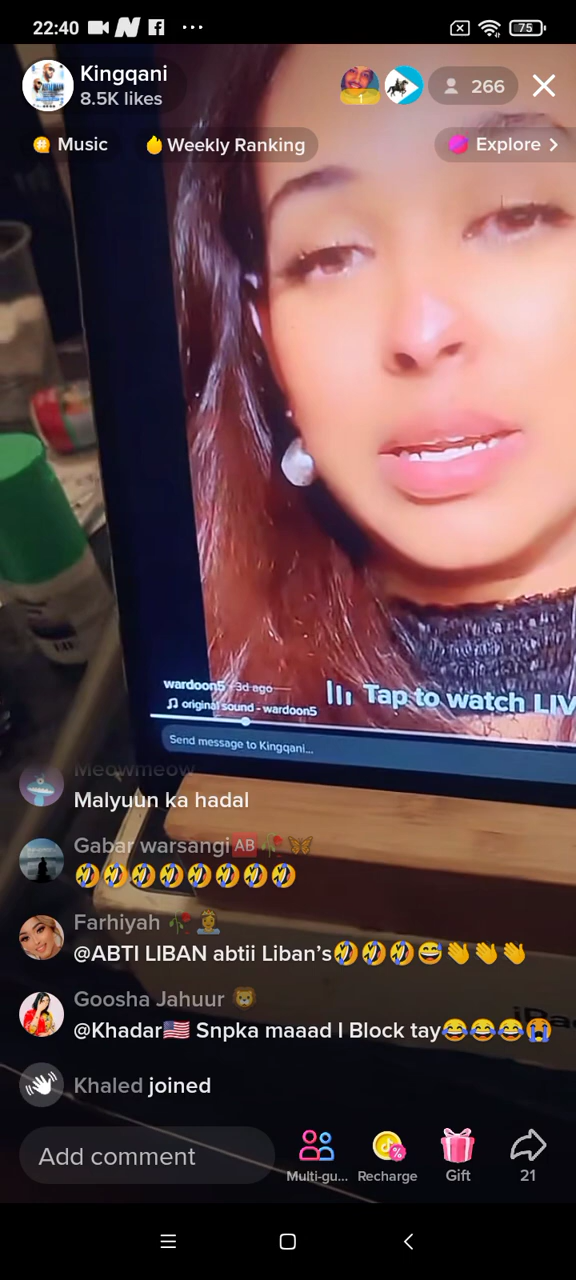 22:40
75
Kingqani
8.5K likes
1
266
Music
Weekly Ranking
Explore >
wardoon5 · 3d ago
original sound - wardoon5
Tap to watch LIV
Send message to Kingqani...
Meowmeow
Malyuun ka hadal
Gabar warsangi🆎🥀🦋
🤣🤣🤣🤣🤣🤣🤣🤣
Farhiyah 🥀 👰
@ABTI LIBAN abtii Liban's🤣🤣🤣😅👋👋👋
Goosha Jahuur 🦁
@Khadar🇺🇸 Snpka maaad I Block tay😂😂😂😭
Khaled joined
Add comment
Multi-gu...
Recharge
Gift
21